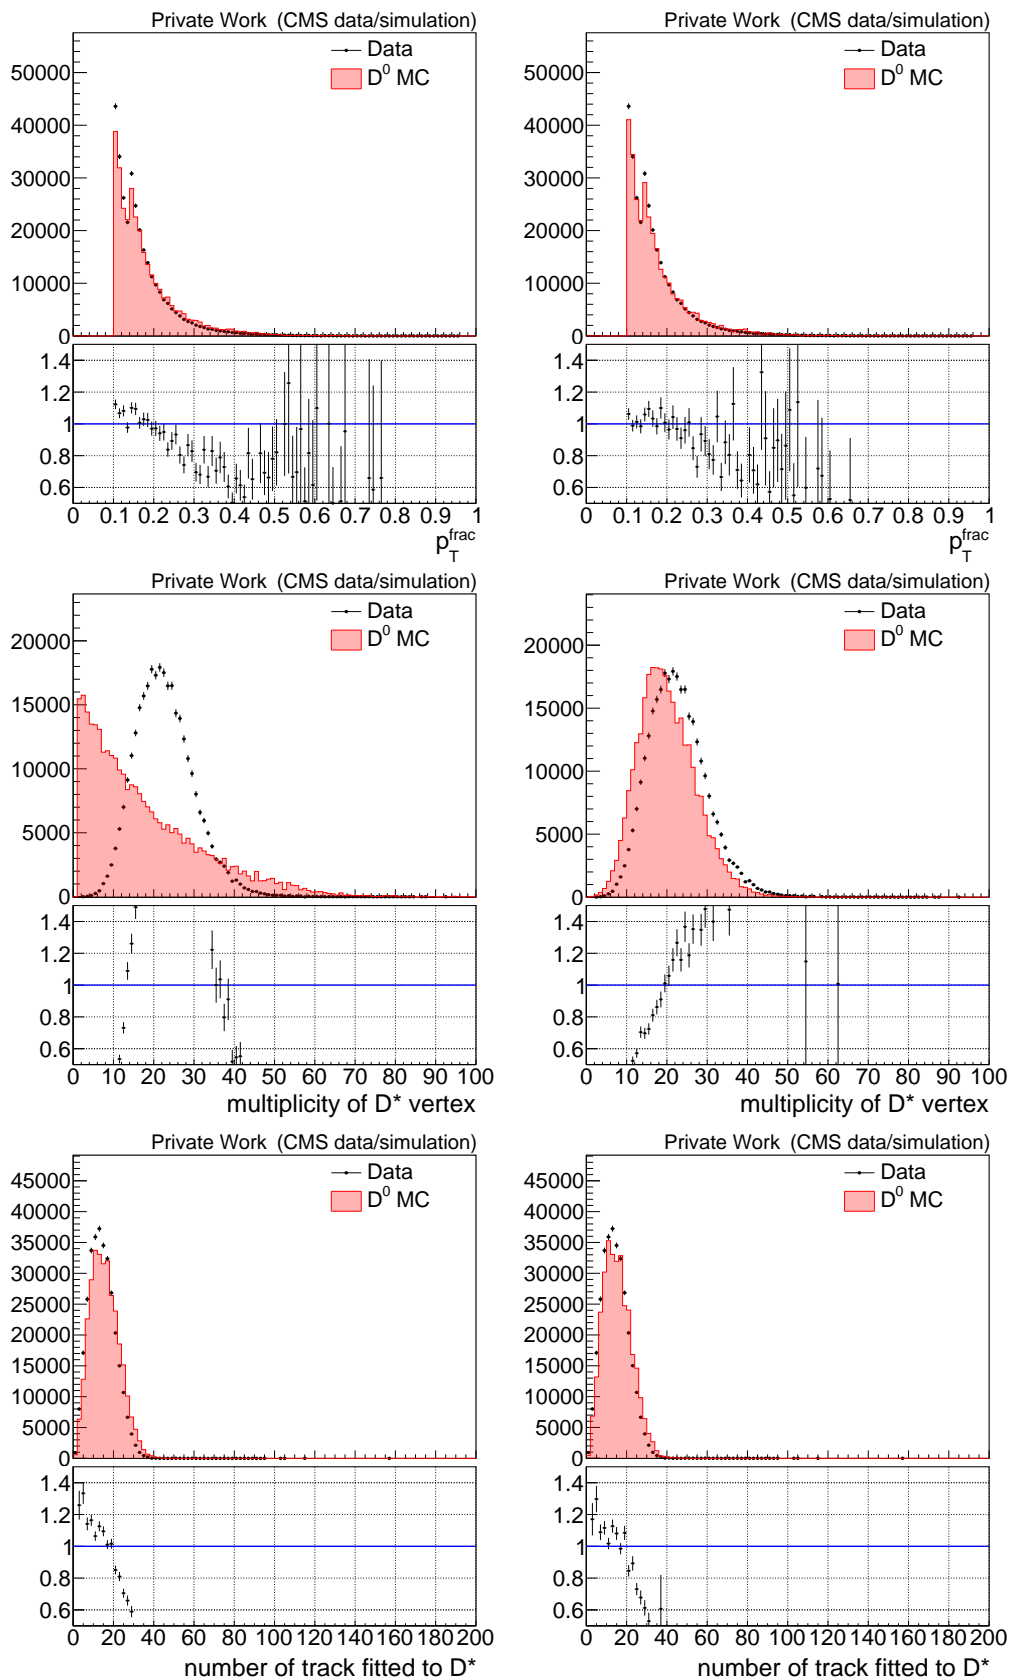 Private Work (CMS data/simulation) Private Work (CMS data/simulation)
Data Data
D⁰ MC D⁰ MC
50000 50000
40000 40000
30000 30000
20000 20000
10000 10000
0 0
1.4 1.4
1.2 1.2
1 1
0.8 0.8
0.6 0.6
0 0.1 0.2 0.3 0.4 0.5 0.6 0.7 0.8 0.9 1 0 0.1 0.2 0.3 0.4 0.5 0.6 0.7 0.8 0.9 1
p_T^frac p_T^frac
Private Work (CMS data/simulation) Private Work (CMS data/simulation)
Data Data
D⁰ MC D⁰ MC
20000 20000
15000 15000
10000 10000
5000 5000
0 0
1.4 1.4
1.2 1.2
1 1
0.8 0.8
0.6 0.6
0 10 20 30 40 50 60 70 80 90 100 0 10 20 30 40 50 60 70 80 90 100
multiplicity of D* vertex multiplicity of D* vertex
Private Work (CMS data/simulation) Private Work (CMS data/simulation)
Data Data
D⁰ MC D⁰ MC
45000 45000
40000 40000
35000 35000
30000 30000
25000 25000
20000 20000
15000 15000
10000 10000
5000 5000
0 0
1.4 1.4
1.2 1.2
1 1
0.8 0.8
0.6 0.6
0 20 40 60 80 100 120 140 160 180 200 0 20 40 60 80 100 120 140 160 180 200
number of track fitted to D* number of track fitted to D*